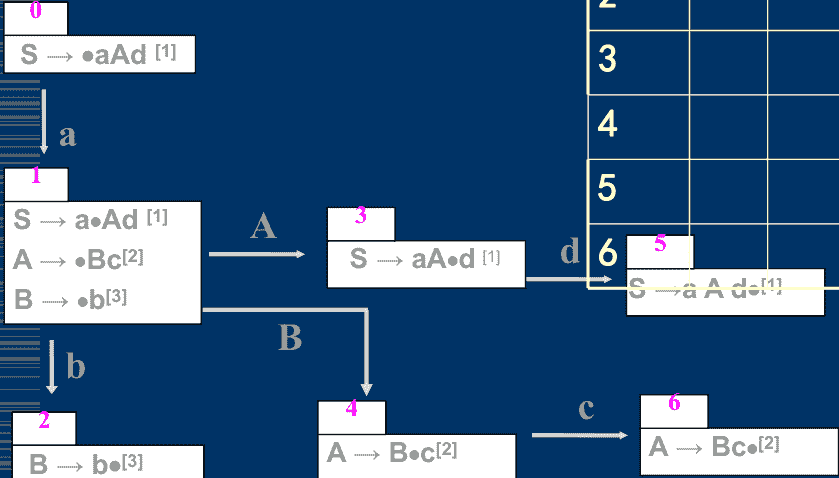 0
S → •aAd [1]
a
1
S → a•Ad [1]
A → •Bc[2]
B → •b[3]
A
3
S → aA•d [1]
d
5
S →a A d•[1]
B
b
2
B → b•[3]
4
A → B•c[2]
c
6
A → Bc•[2]
2
3
4
5
6